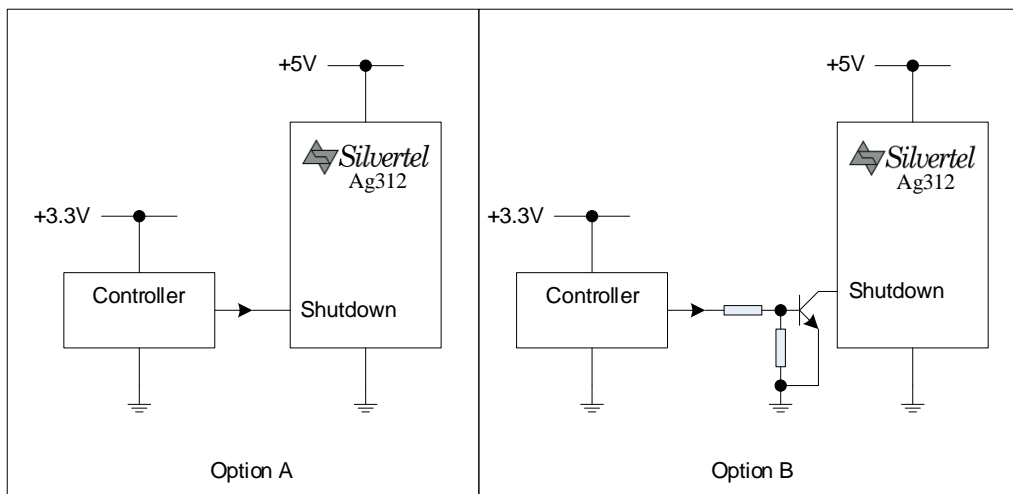 +5V
Silvertel
Ag312
+3.3V
Controller
Shutdown
Option A
+5V
Silvertel
Ag312
+3.3V
Controller
Shutdown
Option B